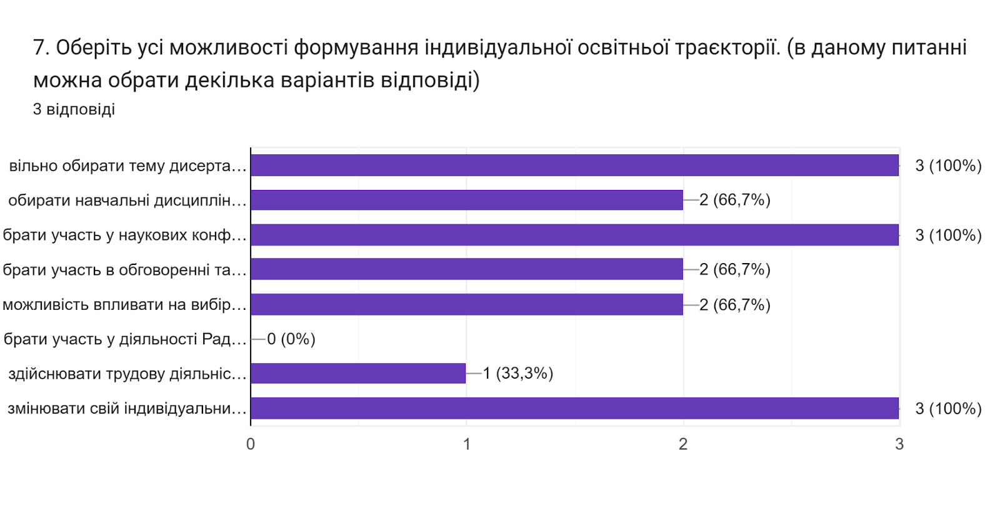 7. Оберіть усі можливості формування індивідуальної освітньої траєкторії. (в даному питанні
можна обрати декілька варіантів відповіді)
3 відповіді
вільно обирати тему дисерта… 3 (100%)
обирати навчальні дисциплін… 2 (66,7%)
брати участь у наукових конф… 3 (100%)
брати участь в обговоренні та… 2 (66,7%)
можливість впливати на вибір… 2 (66,7%)
брати участь у діяльності Рад… 0 (0%)
здійснювати трудову діяльніс… 1 (33,3%)
змінювати свій індивідуальни… 3 (100%)
0 1 2 3